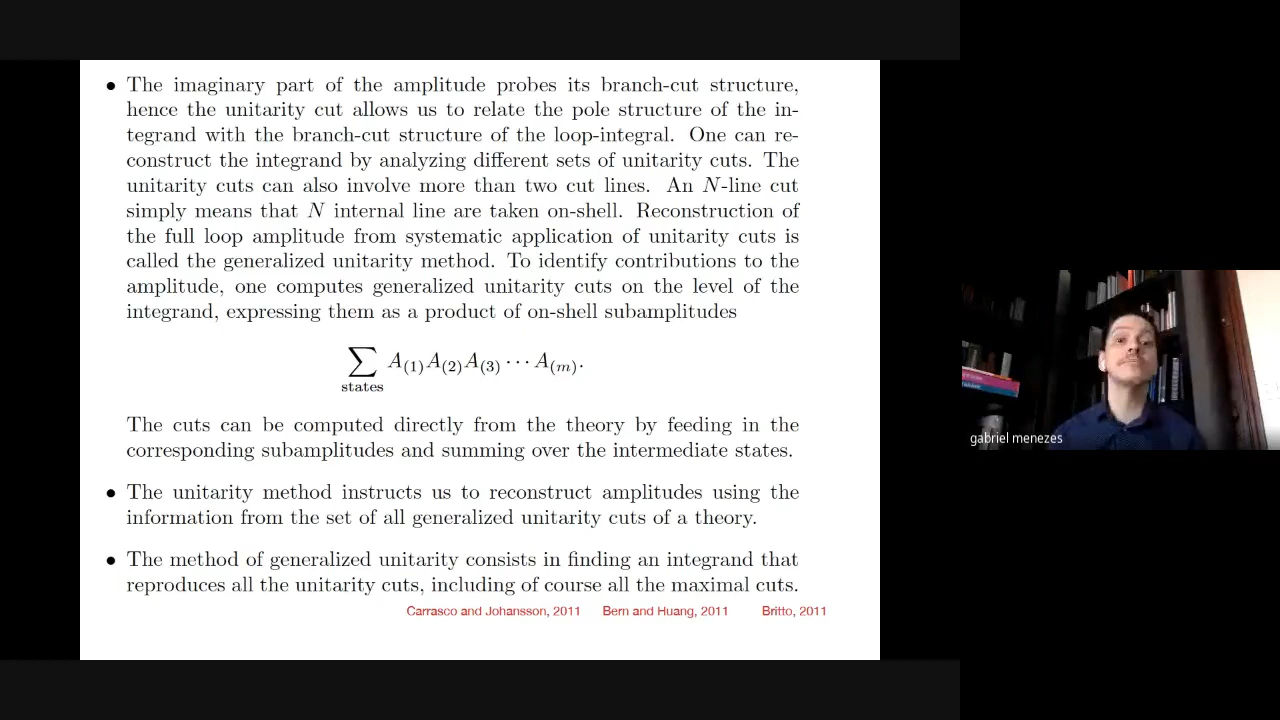 • The imaginary part of the amplitude probes its branch-cut structure,
hence the unitarity cut allows us to relate the pole structure of the in-
tegrand with the branch-cut structure of the loop-integral. One can re-
construct the integrand by analyzing different sets of unitarity cuts. The
unitarity cuts can also involve more than two cut lines. An N-line cut
simply means that N internal line are taken on-shell. Reconstruction of
the full loop amplitude from systematic application of unitarity cuts is
called the generalized unitarity method. To identify contributions to the
amplitude, one computes generalized unitarity cuts on the level of the
integrand, expressing them as a product of on-shell subamplitudes
∑ A(1)A(2)A(3) ··· A(m).
states
The cuts can be computed directly from the theory by feeding in the
corresponding subamplitudes and summing over the intermediate states.
• The unitarity method instructs us to reconstruct amplitudes using the
information from the set of all generalized unitarity cuts of a theory.
• The method of generalized unitarity consists in finding an integrand that
reproduces all the unitarity cuts, including of course all the maximal cuts.
Carrasco and Johansson, 2011 Bern and Huang, 2011 Britto, 2011
gabriel menezes